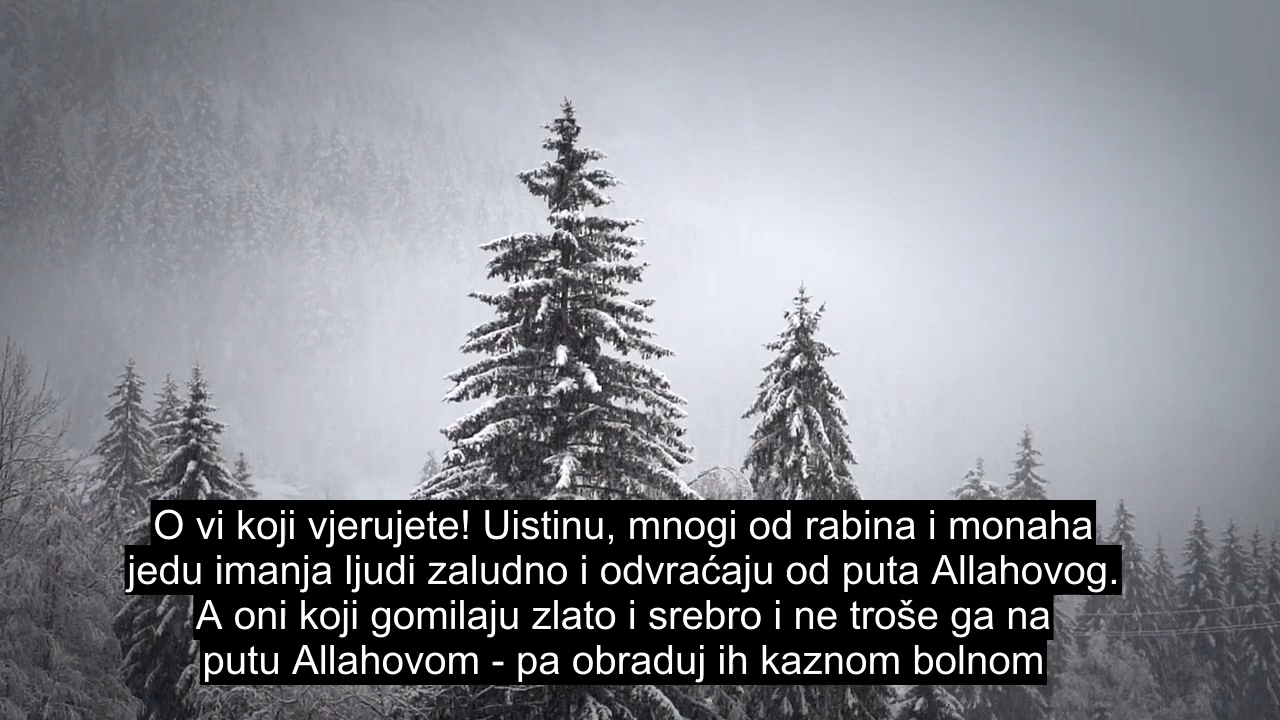 O vi koji vjerujete! Uistinu, mnogi od rabina i monaha
jedu imanja ljudi zaludno i odvraćaju od puta Allahovog.
A oni koji gomilaju zlato i srebro i ne troše ga na
putu Allahovom - pa obraduj ih kaznom bolnom